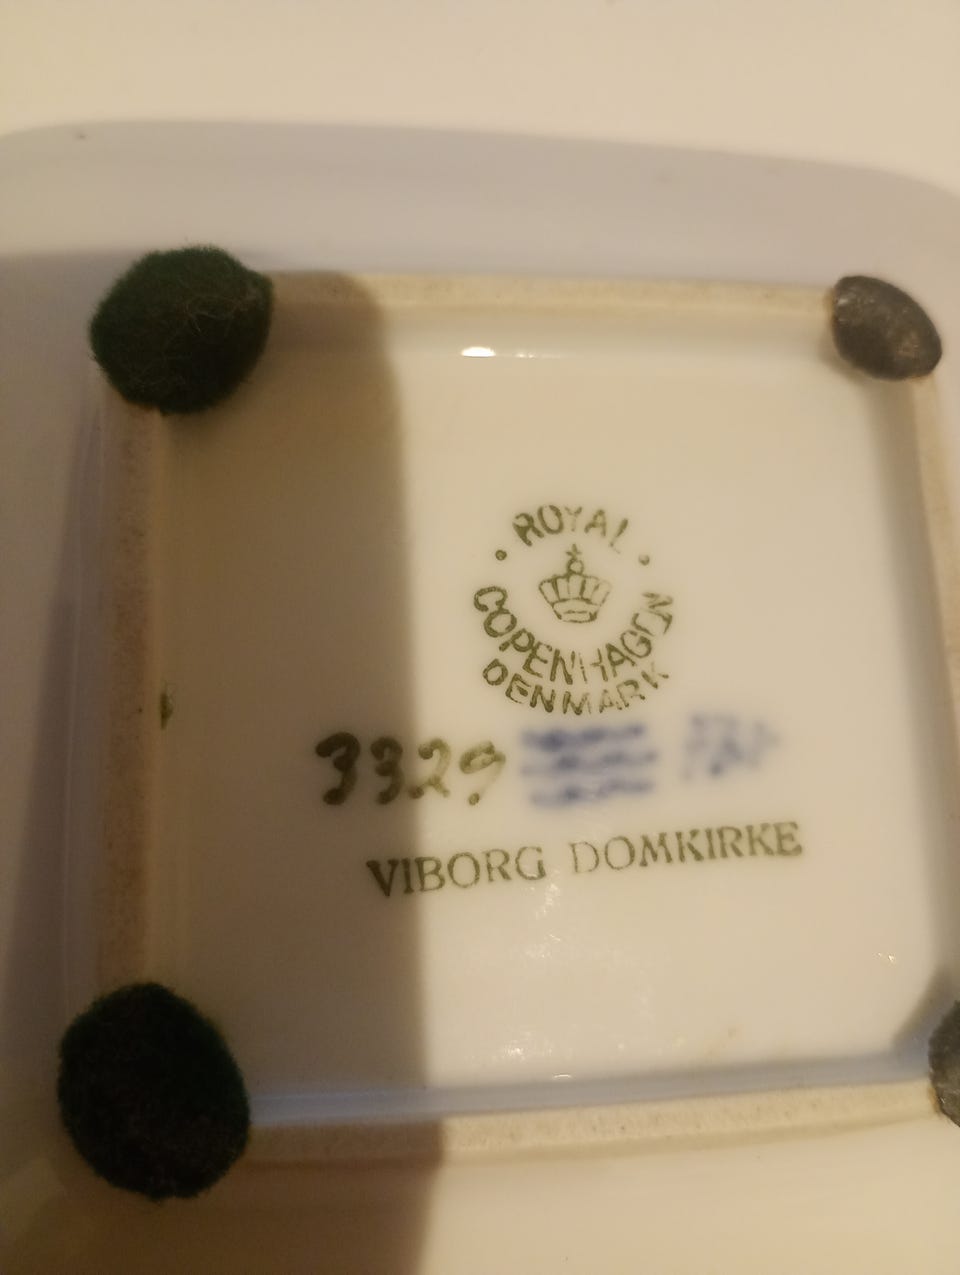 ROYAL
COPENHAGEN
DENMARK
3329
VIBORG DOMKIRKE